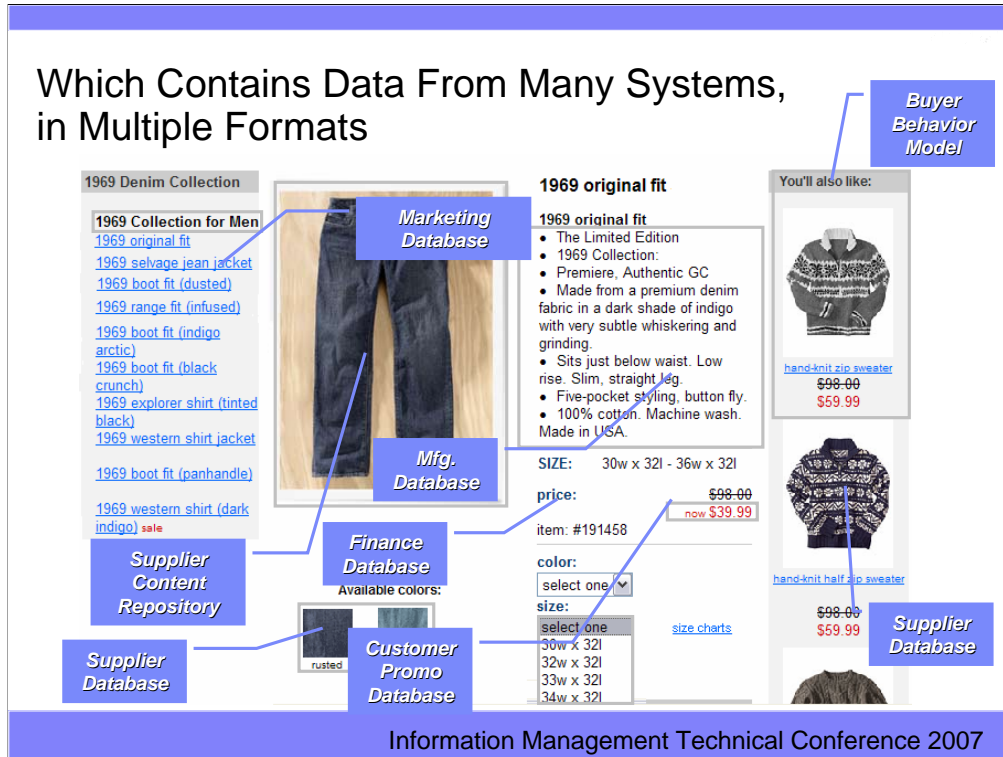 Which Contains Data From Many Systems,
in Multiple Formats
Buyer
Behavior
Model
1969 Denim Collection
1969 Collection for Men
1969 original fit
1969 selvage jean jacket
1969 boot fit (dusted)
1969 range fit (infused)
1969 boot fit (indigo
arctic)
1969 boot fit (black
crunch)
1969 explorer shirt (tinted
black)
1969 western shirt jacket
1969 boot fit (panhandle)
1969 western shirt (dark
indigo) sale
Marketing
Database
Mfg.
Database
Supplier
Content
Repository
Finance
Database
Available colors:
rusted
Supplier
Database
Customer
Promo
Database
1969 original fit
1969 original fit
• The Limited Edition
• 1969 Collection:
• Premiere, Authentic GC
• Made from a premium denim
fabric in a dark shade of indigo
with very subtle whiskering and
grinding.
• Sits just below waist. Low
rise. Slim, straight leg.
• Five-pocket styling, button fly.
• 100% cotton. Machine wash.
Made in USA.
SIZE: 30w x 32l - 36w x 32l
price: $98.00
now $39.99
item: #191458
color:
select one
size:
select one
size charts
30w x 32l
32w x 32l
33w x 32l
34w x 32l
You'll also like:
hand-knit zip sweater
$98.00
$59.99
hand-knit half zip sweater
$98.00
$59.99
Supplier
Database
Information Management Technical Conference 2007